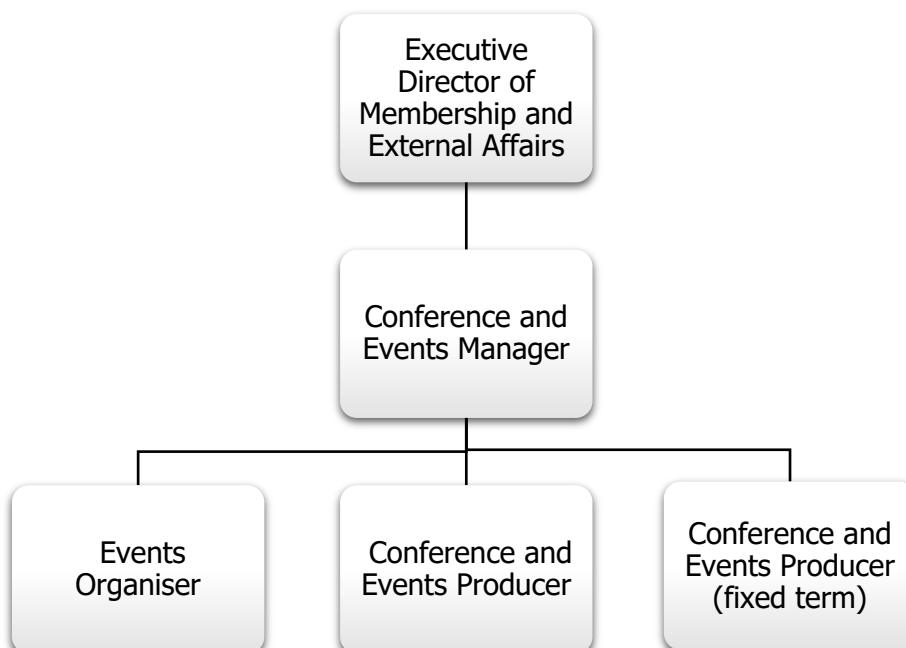 Executive
Director of
Membership and
External Affairs
Conference and
Events Manager
Events
Organiser
Conference and
Events Producer
Conference and
Events Producer
(fixed term)